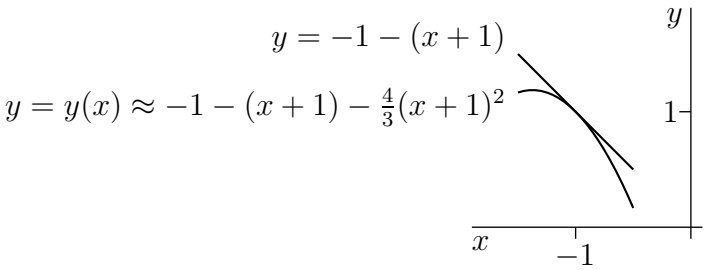 y
y = −1 − (x + 1)
y = y(x) ≈ −1 − (x + 1) − 4/3(x + 1)²
1
x
−1